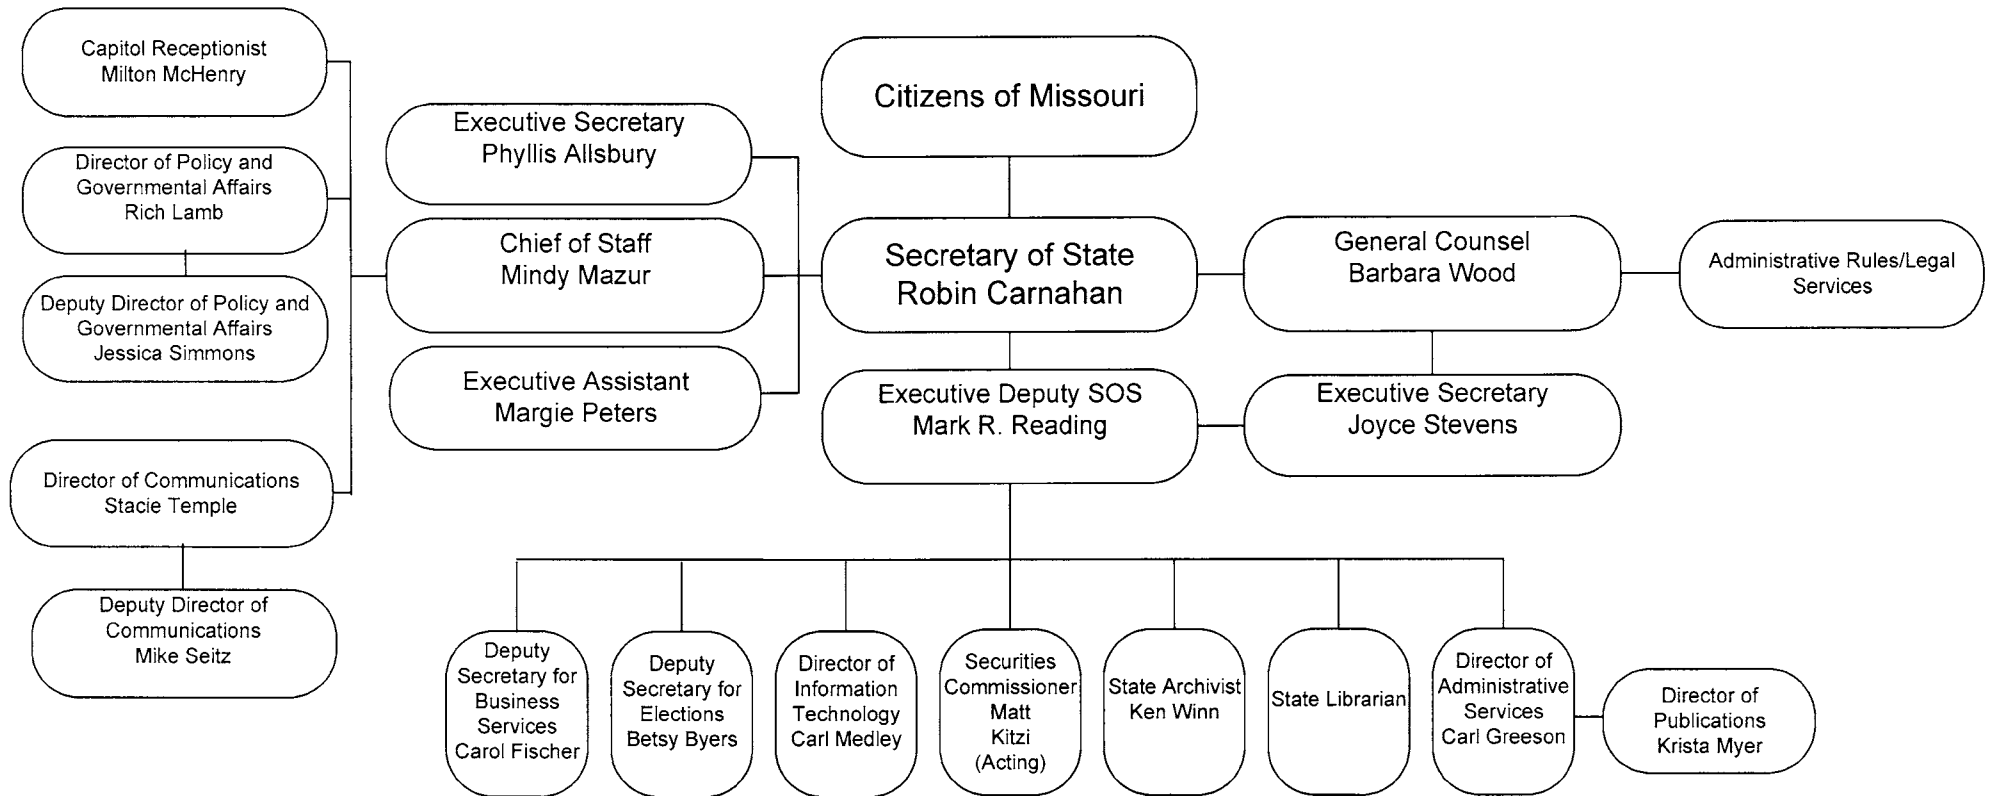 Capitol Receptionist
Milton McHenry
Director of Policy and
Governmental Affairs
Rich Lamb
Deputy Director of Policy and
Governmental Affairs
Jessica Simmons
Director of Communications
Stacie Temple
Deputy Director of
Communications
Mike Seitz
Executive Secretary
Phyllis Allsbury
Chief of Staff
Mindy Mazur
Executive Assistant
Margie Peters
Citizens of Missouri
Secretary of State
Robin Carnahan
Executive Deputy SOS
Mark R. Reading
General Counsel
Barbara Wood
Executive Secretary
Joyce Stevens
Administrative Rules/Legal
Services
Deputy
Secretary for
Business
Services
Carol Fischer
Deputy
Secretary for
Elections
Betsy Byers
Director of
Information
Technology
Carl Medley
Securities
Commissioner
Matt
Kitzi
(Acting)
State Archivist
Ken Winn
State Librarian
Director of
Administrative
Services
Carl Greeson
Director of
Publications
Krista Myer